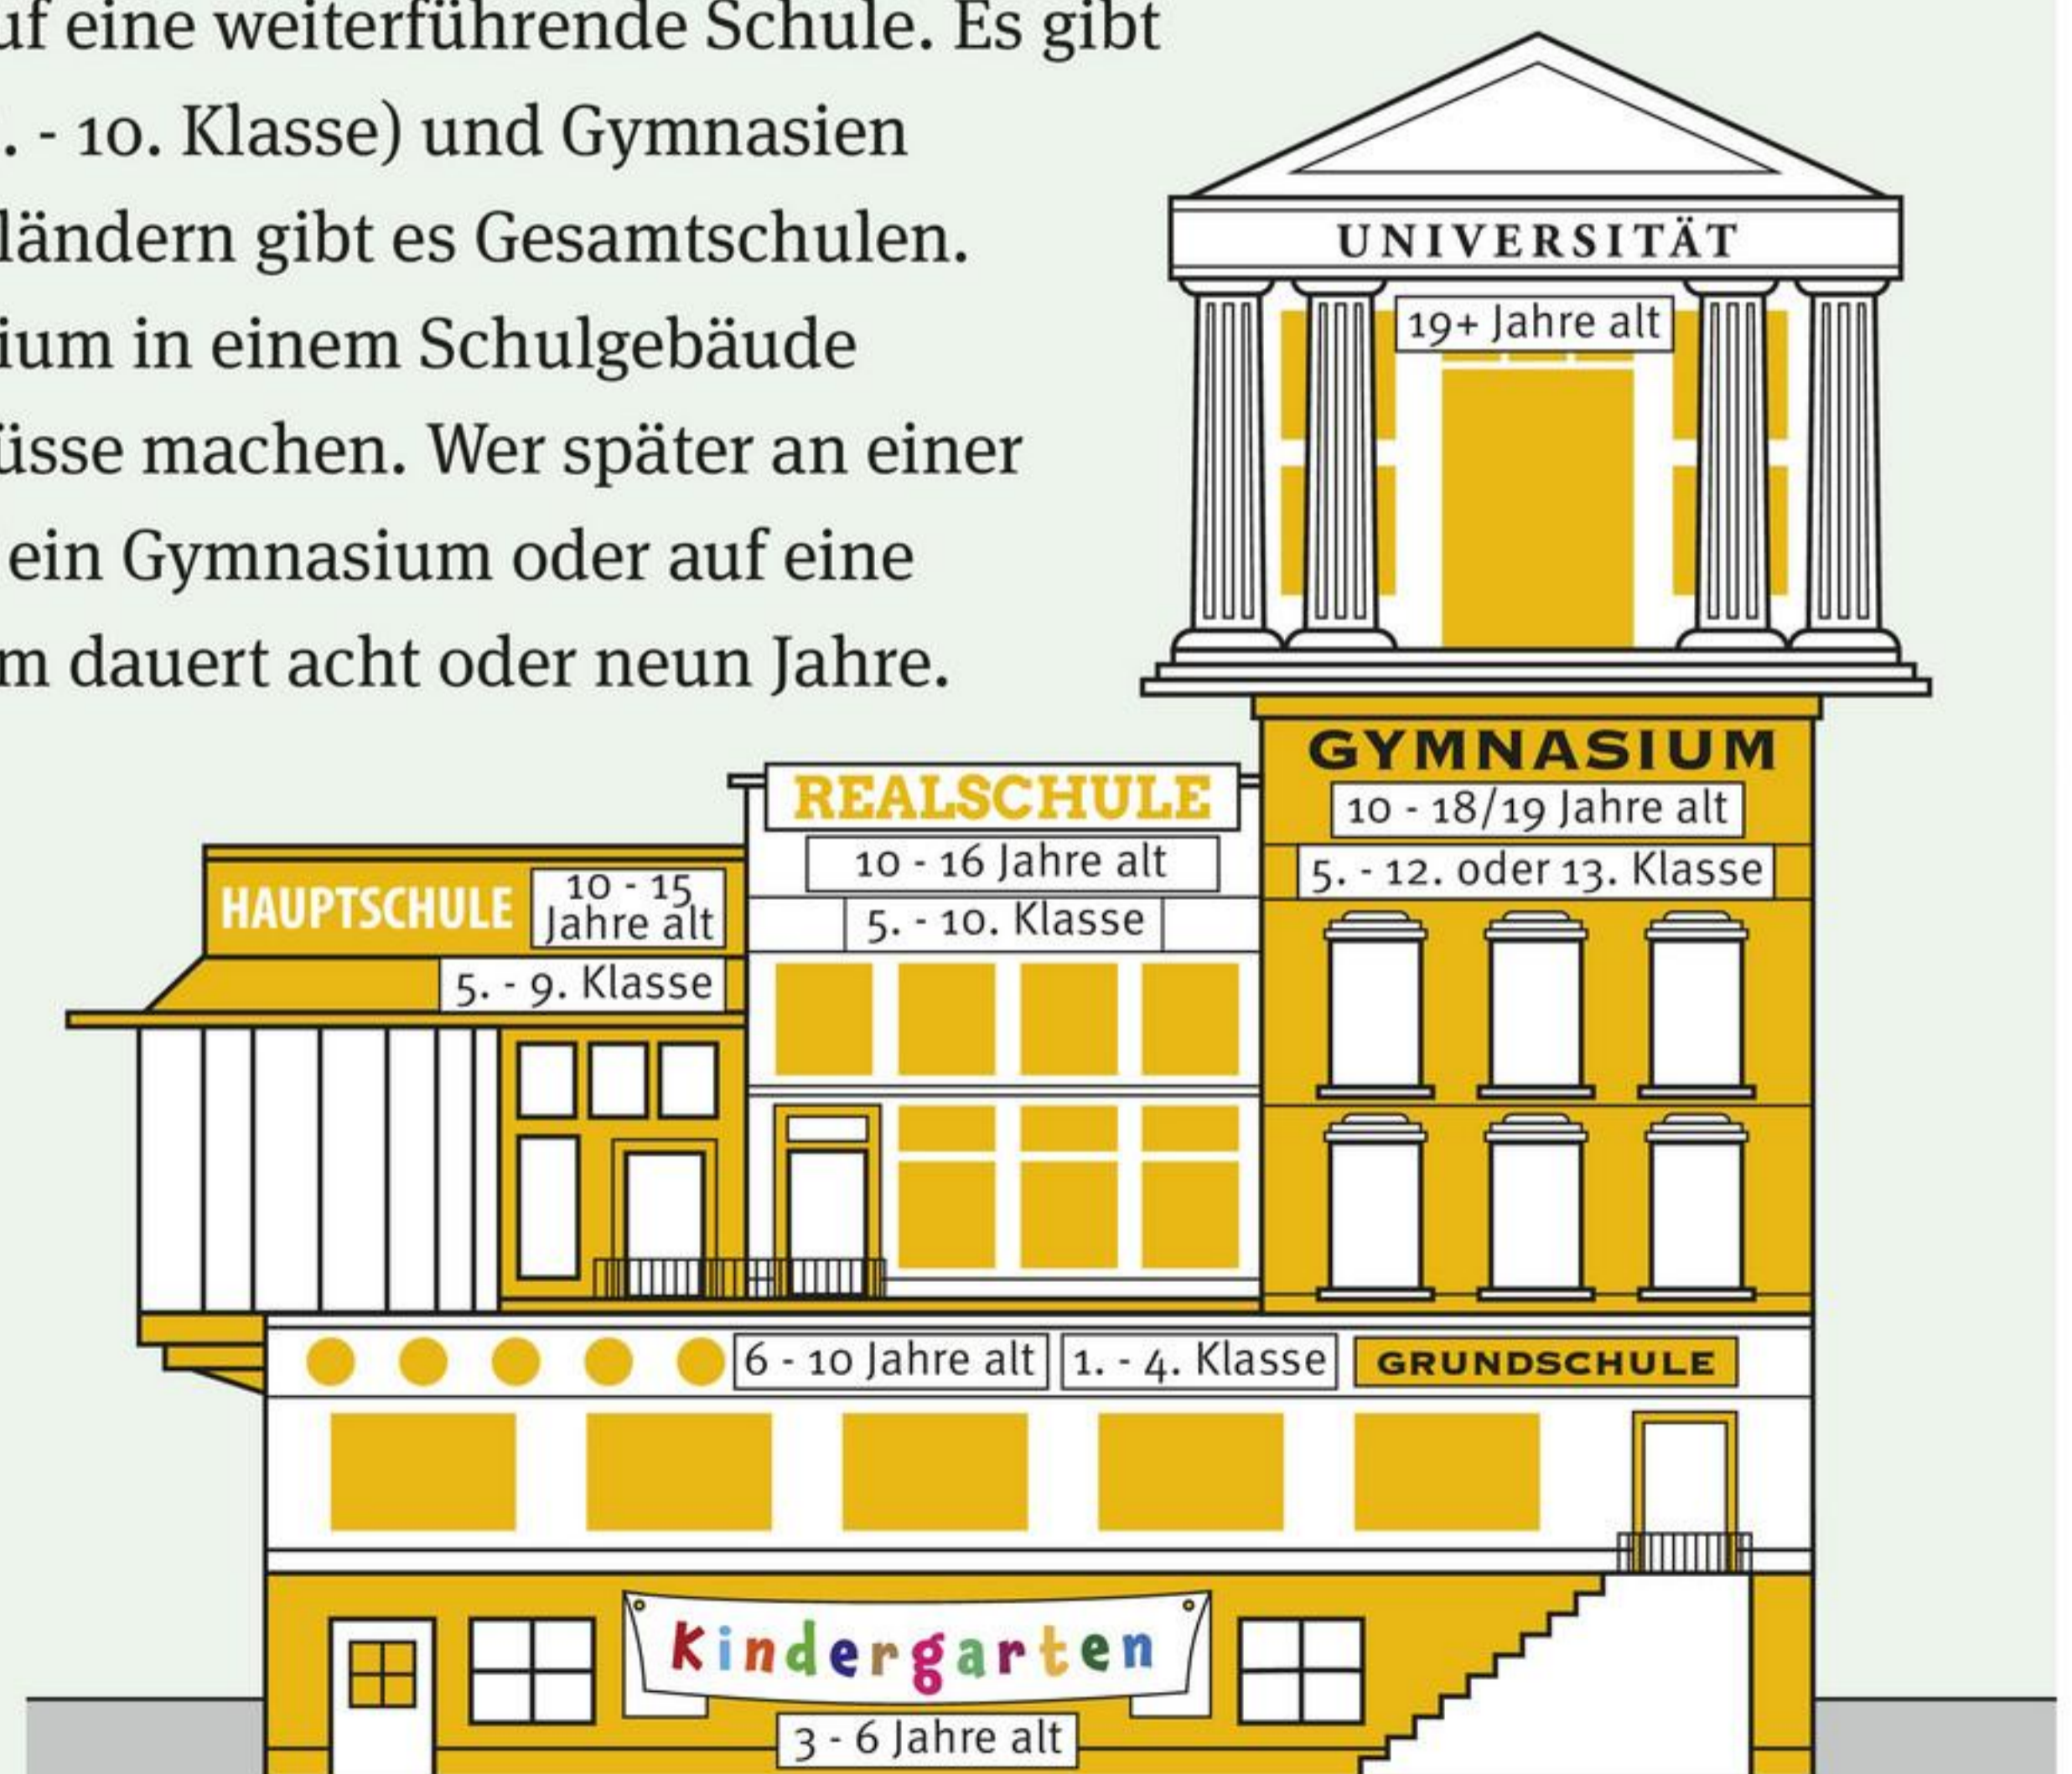 auf eine weiterführende Schule. Es gibt
. - 10. Klasse) und Gymnasien
ländern gibt es Gesamtschulen.
ium in einem Schulgebäude
üsse machen. Wer später an einer
ein Gymnasium oder auf eine
m dauert acht oder neun Jahre.
UNIVERSITÄT
19+ Jahre alt
GYMNASIUM
10 - 18/19 Jahre alt
5. - 12. oder 13. Klasse
REALSCHULE
10 - 16 Jahre alt
5. - 10. Klasse
HAUPTSCHULE
10 - 15
Jahre alt
5. - 9. Klasse
6 - 10 Jahre alt
1. - 4. Klasse
GRUNDSCHULE
Kindergarten
3 - 6 Jahre alt